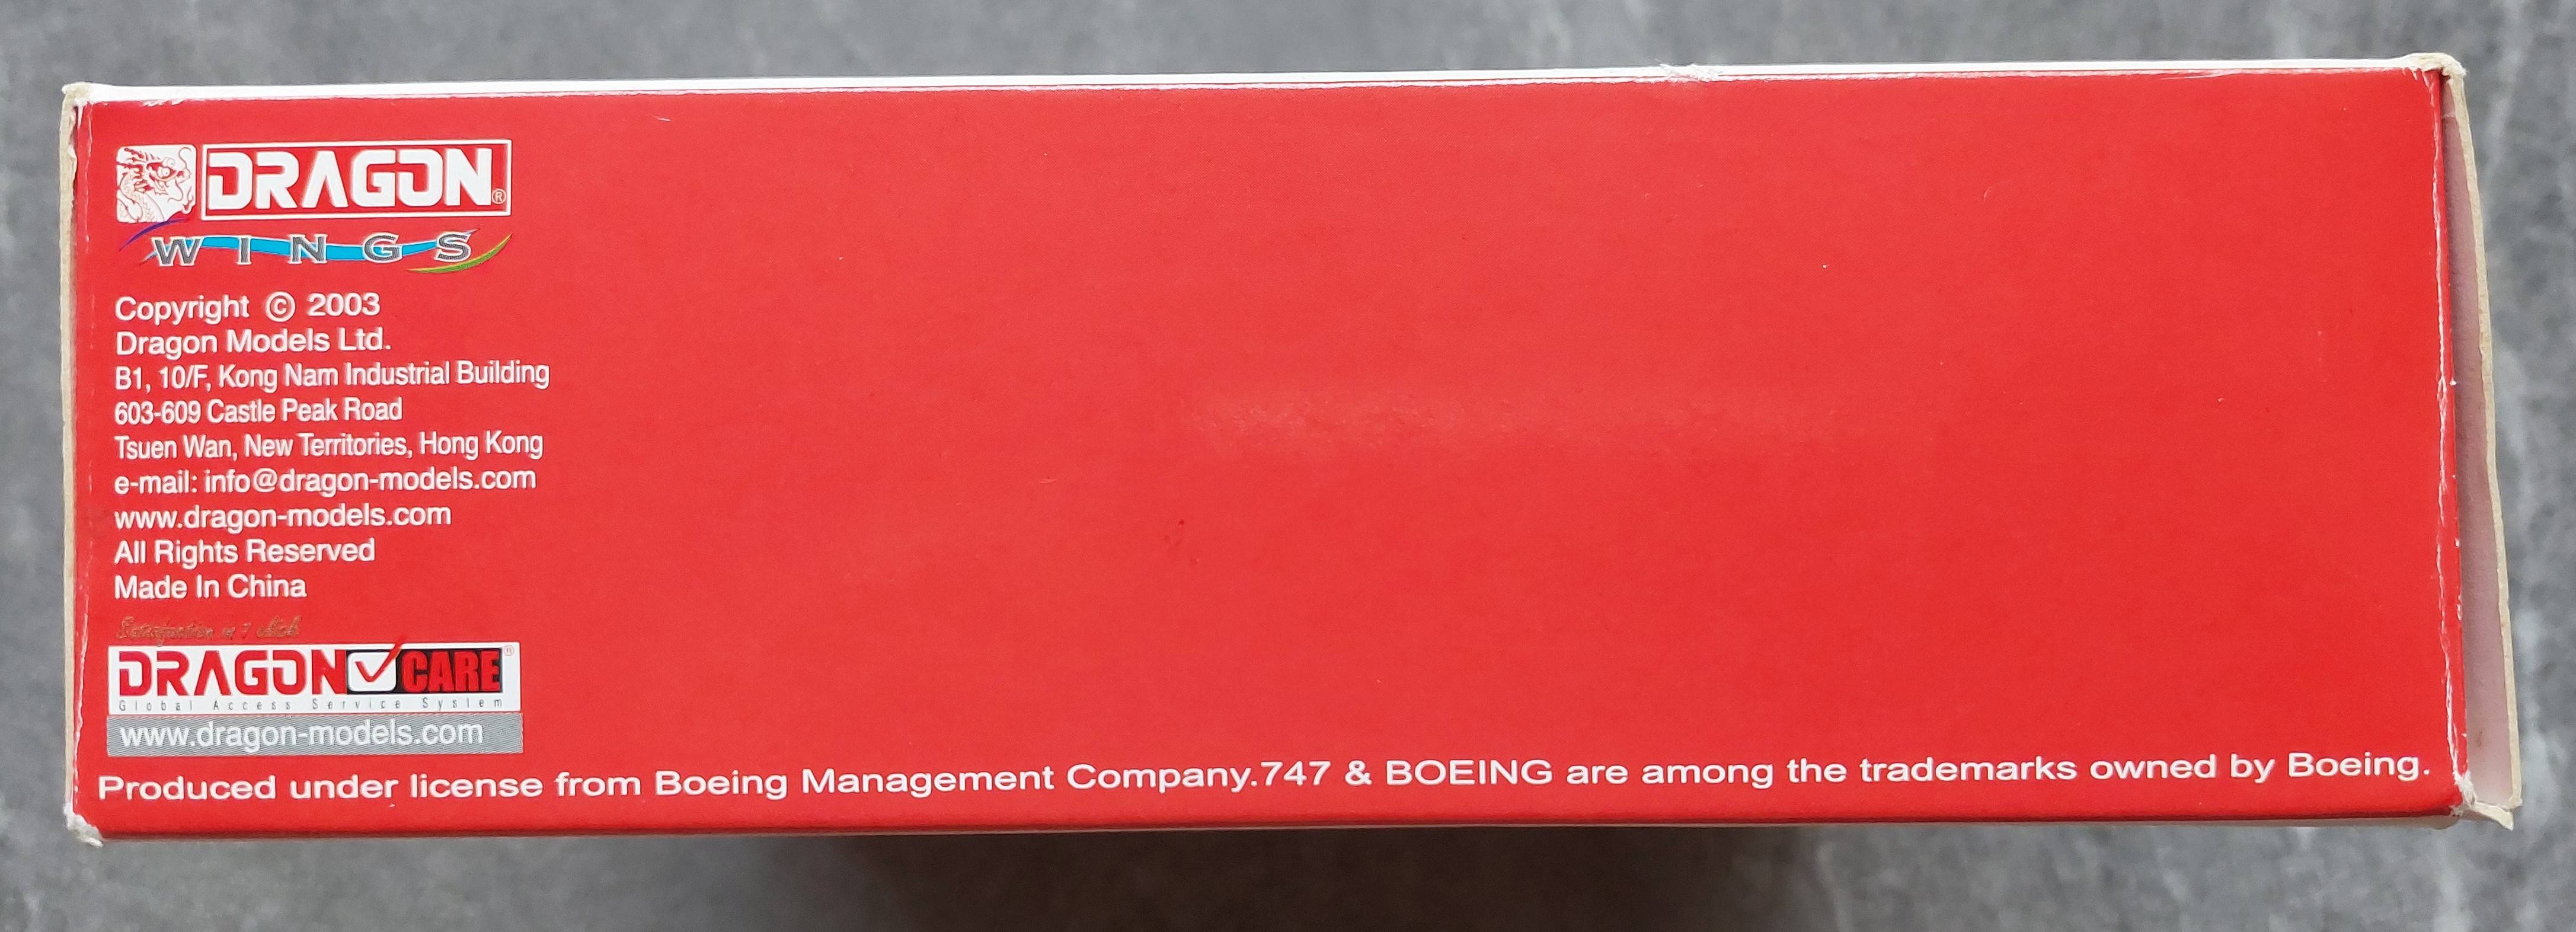 DRAGON®
WINGS
Copyright © 2003
Dragon Models Ltd.
B1, 10/F, Kong Nam Industrial Building
603-609 Castle Peak Road
Tsuen Wan, New Territories, Hong Kong
e-mail: info@dragon-models.com
www.dragon-models.com
All Rights Reserved
Made In China
Satisfaction
DRAGON CARE®
Global Access Service System
www.dragon-models.com
Produced under license from Boeing Management Company.747 & BOEING are among the trademarks owned by Boeing.